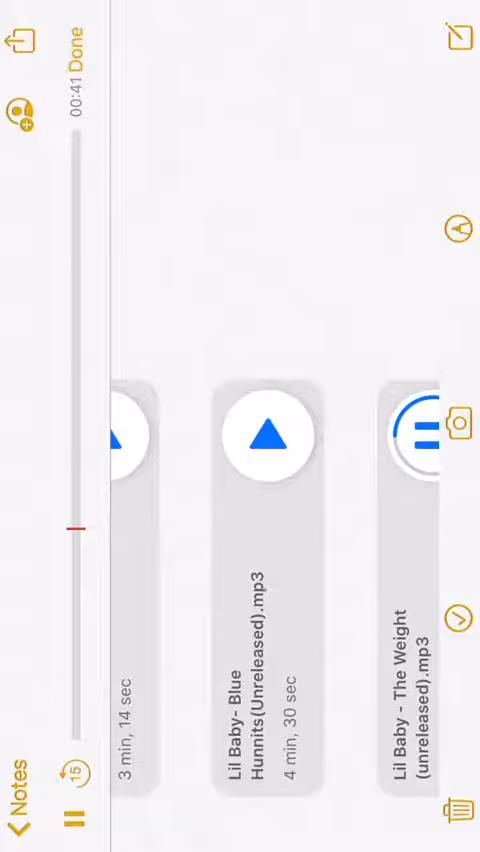 Notes
15
00:41
Done
3 min, 14 sec
Lil Baby- Blue
Hunnits(Unreleased).mp3
4 min, 30 sec
Lil Baby - The Weight
(unreleased).mp3